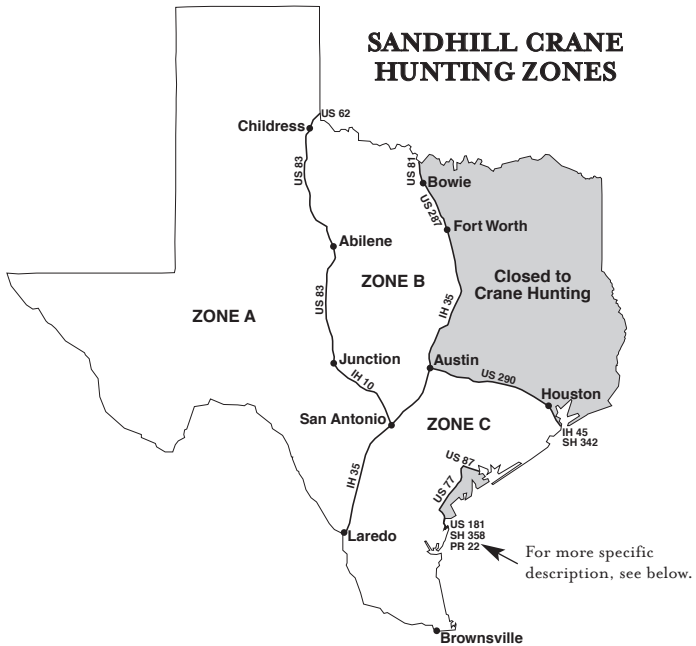 SANDHILL CRANE
HUNTING ZONES
US 62
Childress
US 83
US 81
Bowie
US 287
Fort Worth
Abilene
ZONE B
Closed to
Crane Hunting
US 83
ZONE A
IH 35
Junction
Austin
IH 10
US 290
Houston
San Antonio
ZONE C
IH 45
SH 342
US 87
IH 35
US 77
US 181
SH 358
PR 22
Laredo
For more specific
description, see below.
Brownsville